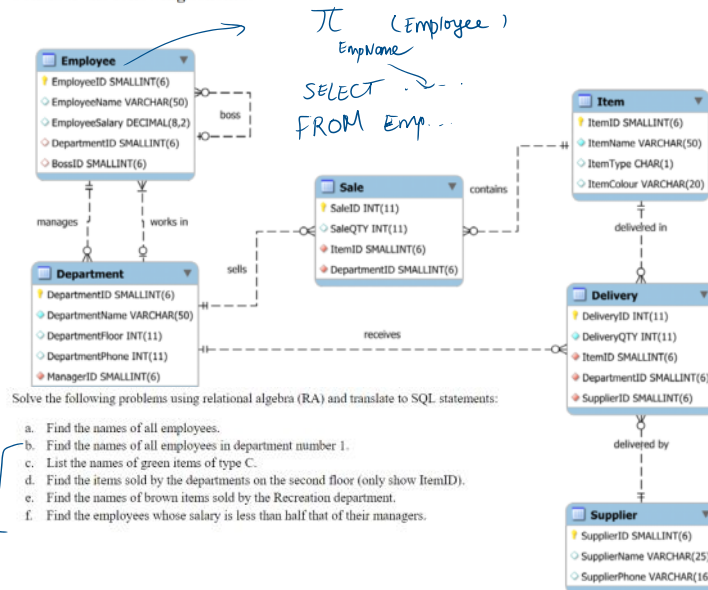 π (Employee)
EmpName
SELECT .....
FROM Emp...
Employee
EmployeeID SMALLINT(6)
EmployeeName VARCHAR(50)
EmployeeSalary DECIMAL(8,2)
DepartmentID SMALLINT(6)
BossID SMALLINT(6)
boss
manages
works in
Department
DepartmentID SMALLINT(6)
DepartmentName VARCHAR(50)
DepartmentFloor INT(11)
DepartmentPhone INT(11)
ManagerID SMALLINT(6)
sells
Sale
SaleID INT(11)
SaleQTY INT(11)
ItemID SMALLINT(6)
DepartmentID SMALLINT(6)
contains
receives
Item
ItemID SMALLINT(6)
ItemName VARCHAR(50)
ItemType CHAR(1)
ItemColour VARCHAR(20)
delivered in
Delivery
DeliveryID INT(11)
DeliveryQTY INT(11)
ItemID SMALLINT(6)
DepartmentID SMALLINT(6)
SupplierID SMALLINT(6)
delivered by
Supplier
SupplierID SMALLINT(6)
SupplierName VARCHAR(25)
SupplierPhone VARCHAR(16
Solve the following problems using relational algebra (RA) and translate to SQL statements:
a. Find the names of all employees.
b. Find the names of all employees in department number 1.
c. List the names of green items of type C.
d. Find the items sold by the departments on the second floor (only show ItemID).
e. Find the names of brown items sold by the Recreation department.
f. Find the employees whose salary is less than half that of their managers.